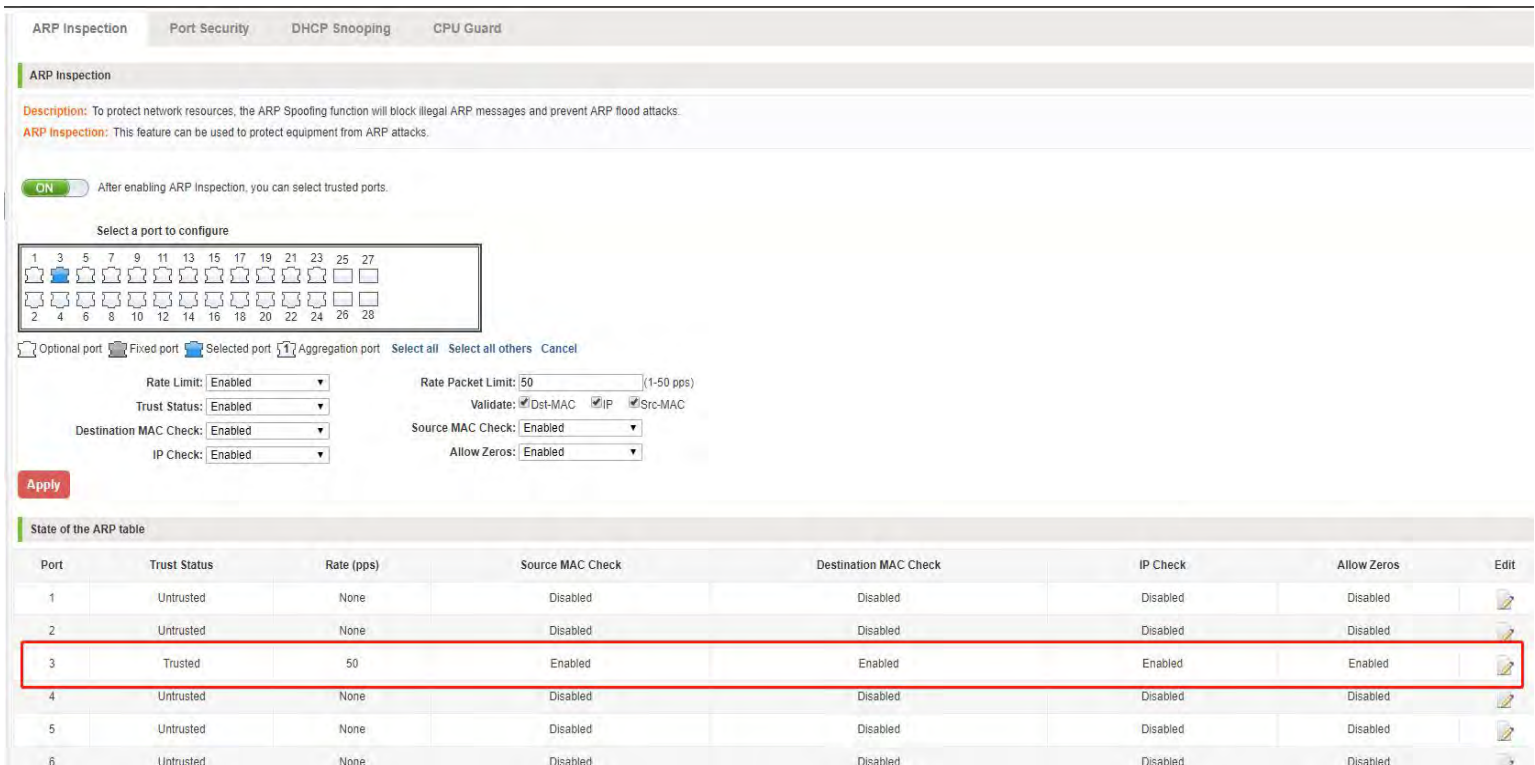 ARP Inspection Port Security DHCP Snooping CPU Guard
ARP Inspection
Description: To protect network resources, the ARP Spoofing function will block illegal ARP messages and prevent ARP flood attacks.
ARP Inspection: This feature can be used to protect equipment from ARP attacks.
ON After enabling ARP Inspection, you can select trusted ports.
Select a port to configure
1 3 5 7 9 11 13 15 17 19 21 23 25 27
2 4 6 8 10 12 14 16 18 20 22 24 26 28
Optional port Fixed port Selected port 1 Aggregation port Select all Select all others Cancel
Rate Limit: Enabled Rate Packet Limit: 50 (1-50 pps)
Trust Status: Enabled Validate: Dst-MAC IP Src-MAC
Destination MAC Check: Enabled Source MAC Check: Enabled
IP Check: Enabled Allow Zeros: Enabled
Apply
State of the ARP table
Port Trust Status Rate (pps) Source MAC Check Destination MAC Check IP Check Allow Zeros Edit
1 Untrusted None Disabled Disabled Disabled Disabled
2 Untrusted None Disabled Disabled Disabled Disabled
3 Trusted 50 Enabled Enabled Enabled Enabled
4 Untrusted None Disabled Disabled Disabled Disabled
5 Untrusted None Disabled Disabled Disabled Disabled
6 Untrusted None Disabled Disabled Disabled Disabled